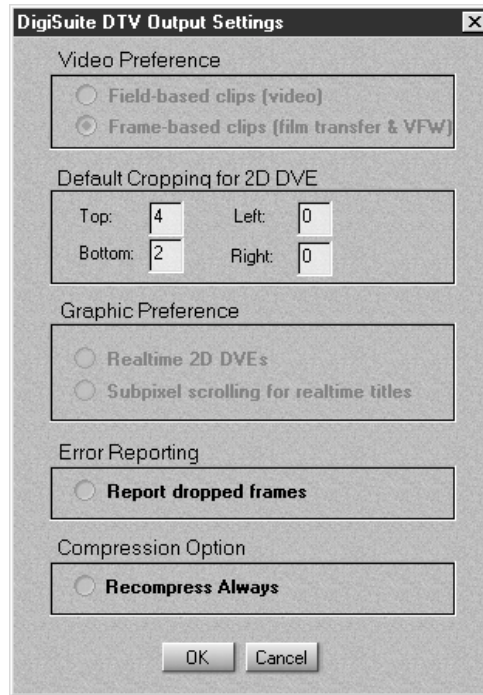 DigiSuite DTV Output Settings
Video Preference
Field-based clips (video)
Frame-based clips (film transfer & VFW)
Default Cropping for 2D DVE
Top: 4 Left: 0
Bottom: 2 Right: 0
Graphic Preference
Realtime 2D DVEs
Subpixel scrolling for realtime titles
Error Reporting
Report dropped frames
Compression Option
Recompress Always
OK Cancel